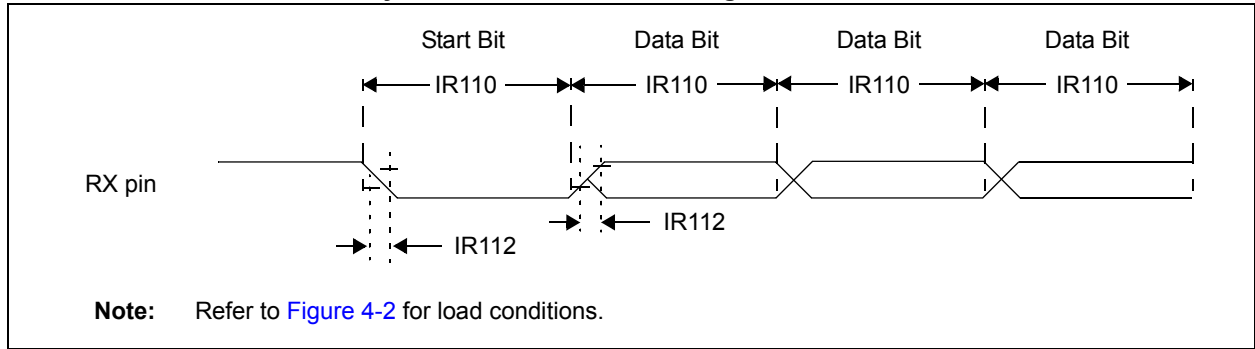 Start Bit Data Bit Data Bit Data Bit
IR110 IR110 IR110 IR110
RX pin
IR112
IR112
Note: Refer to Figure 4-2 for load conditions.